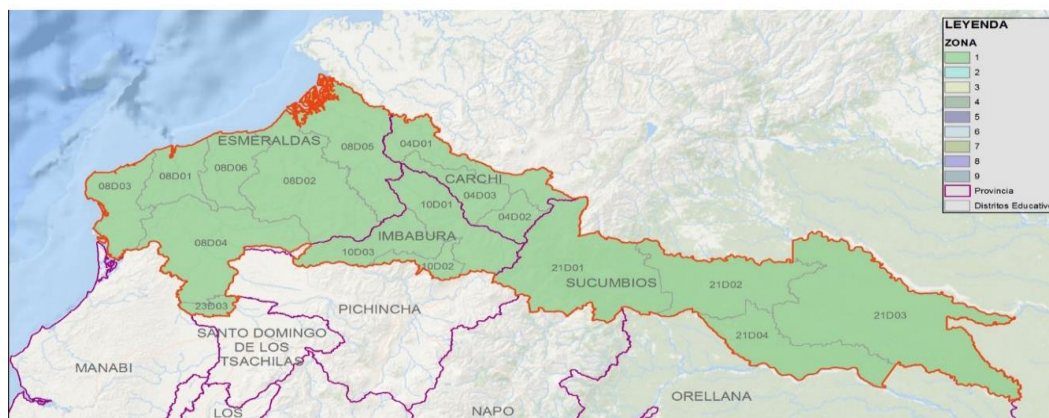 LEYENDA
ZONA
1
2
3
4
5
6
7
8
9
Provincia
Distritos Educativo
ESMERALDAS
08D05
04D01
08D03
08D01
08D06
08D02
CARCHI
04D03
10D01
04D02
08D04
IMBABURA
10D03
10D02
21D01
SUCUMBIOS
21D02
21D03
23D03
PICHINCHA
21D04
SANTO DOMINGO
DE LOS
TSACHILAS
MANABI
ORELLANA
LOS
NAPO